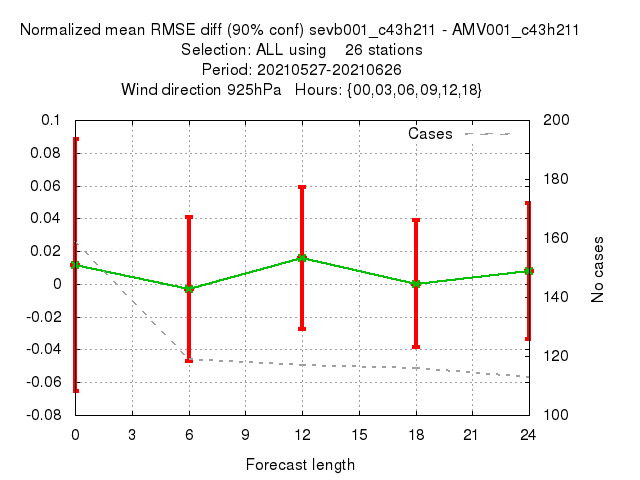 Normalized mean RMSE diff (90% conf) sevb001_c43h211 - AMV001_c43h211
Selection: ALL using    26 stations
Period: 20210527-20210626
Wind direction 925hPa   Hours: {00,03,06,09,12,18}
Cases
0.1
0.08
0.06
0.04
0.02
0
-0.02
-0.04
-0.06
-0.08
200
180
160
140
120
100
No cases
0 3 6 9 12 15 18 21 24
Forecast length